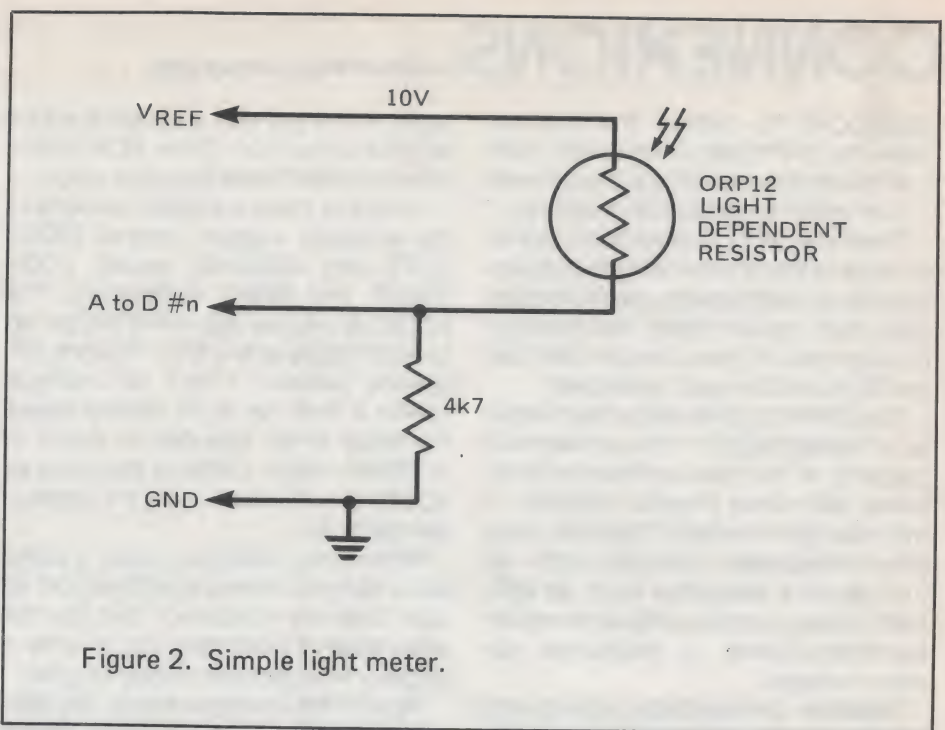 10V
VREF
ORP12
LIGHT
DEPENDENT
RESISTOR
A to D #n
4k7
GND
Figure 2. Simple light meter.